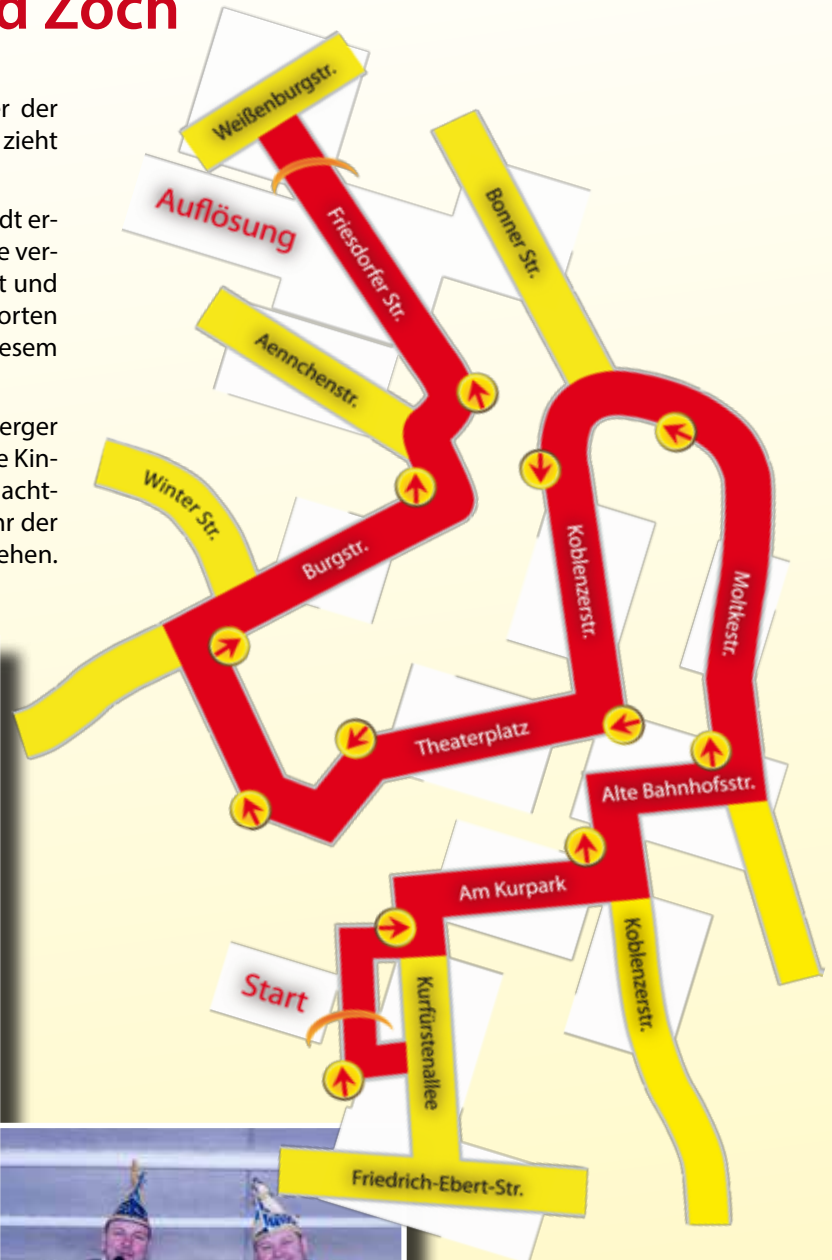 d Zoch
er der
zieht
dt er-
e ver-
t und
orten
esem
erger
e Kin-
acht-
hr der
ehen.
Weißenburgstr.
Auflösung
Friesdorfer Str.
Bonner Str.
Aennchenstr.
Winter Str.
Burgstr.
Koblenzerstr.
Moltkestr.
Theaterplatz
Alte Bahnhofsstr.
Am Kurpark
Start
Kurfürstenallee
Koblenzerstr.
Friedrich-Ebert-Str.